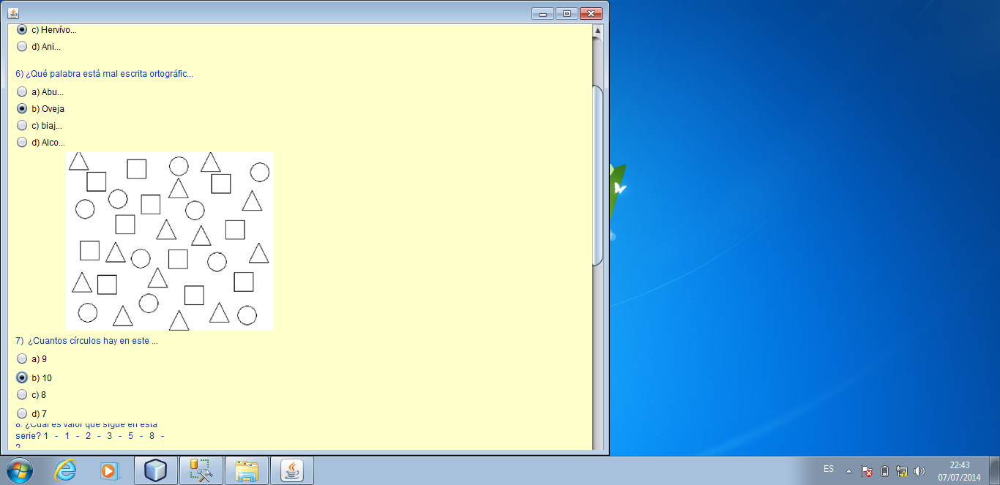 c) Hervívo...
d) Ani...
6) ¿Qué palabra está mal escrita ortográfic...
a) Abu...
b) Oveja
c) biaj...
d) Alco...
7) ¿Cuantos círculos hay en este ...
a) 9
b) 10
c) 8
d) 7
8. ¿Cuál es valor que sigue en esta
serie? 1 - 1 - 2 - 3 - 5 - 8 -
ES
22:43
07/07/2014